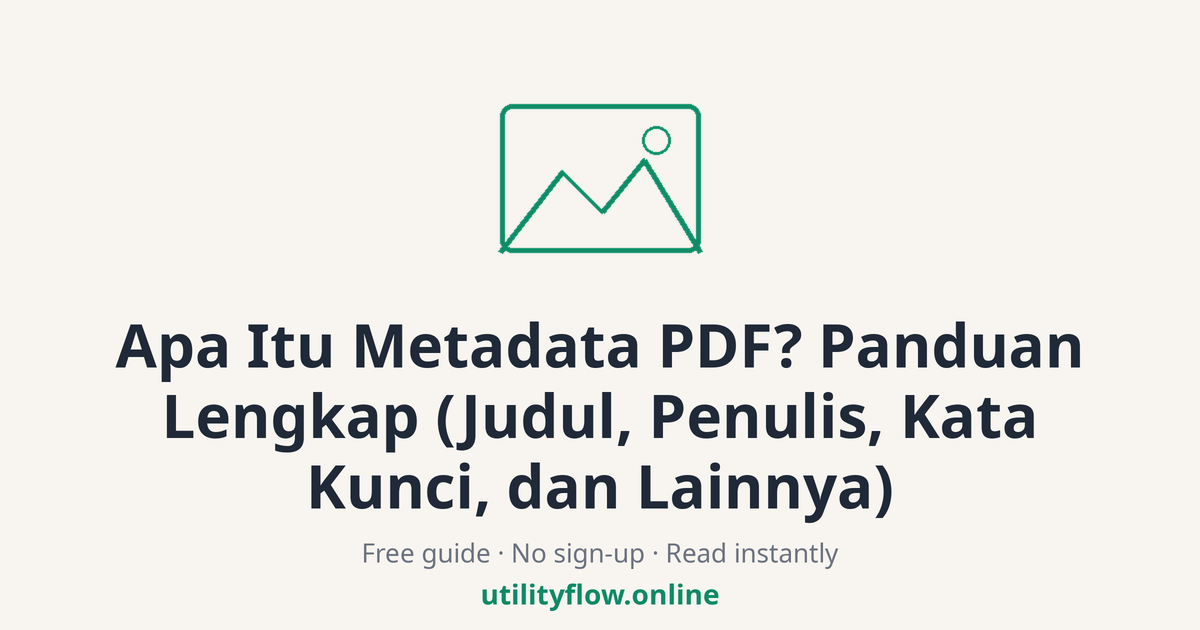 Apa Itu Metadata PDF? Panduan
Lengkap (Judul, Penulis, Kata
Kunci, dan Lainnya)
Free guide · No sign-up · Read instantly
utilityflow.online